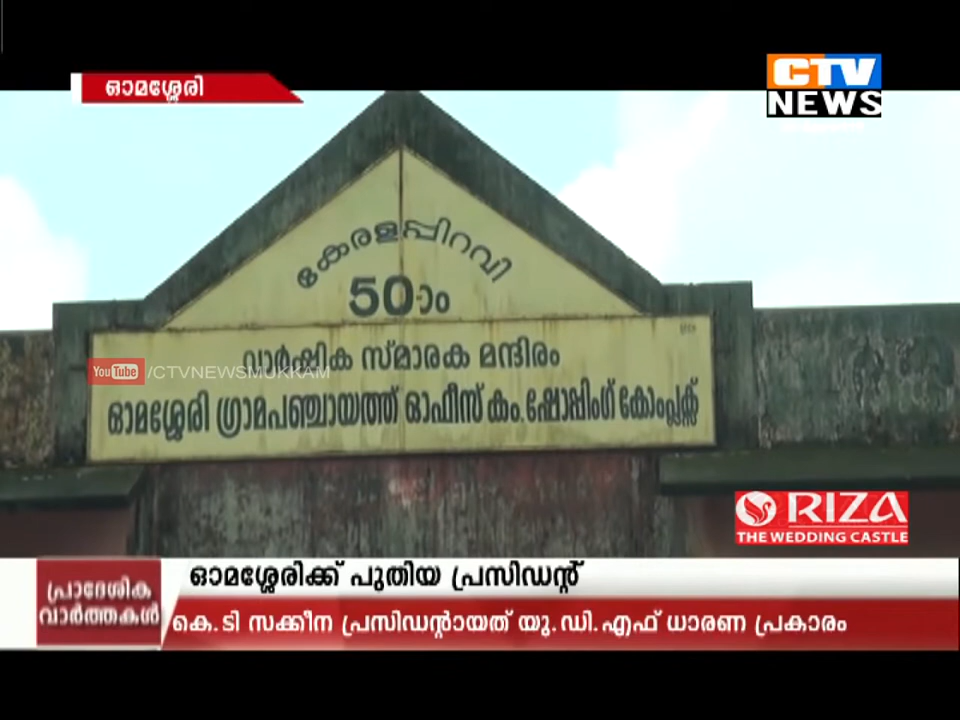 ഓമശ്ശേരി
CTV
NEWS
കേരളപ്പിറവി
50ാം
വാർഷിക സ്മാരക മന്ദിരം
YouTube /CTVNEWSMUKKAM
ഓമശ്ശേരി ഗ്രാമപഞ്ചായത്ത് ഓഫീസ് കം.ഷോപ്പിംഗ് കോംപ്ലക്സ്
RIZA
THE WEDDING CASTLE
ഓമശ്ശേരിക്ക് പുതിയ പ്രസിഡന്റ്
പ്രാദേശിക
വാർത്തകൾ
കെ.ടി സക്കീന പ്രസിഡന്റായത് യു.ഡി.എഫ് ധാരണ പ്രകാരം